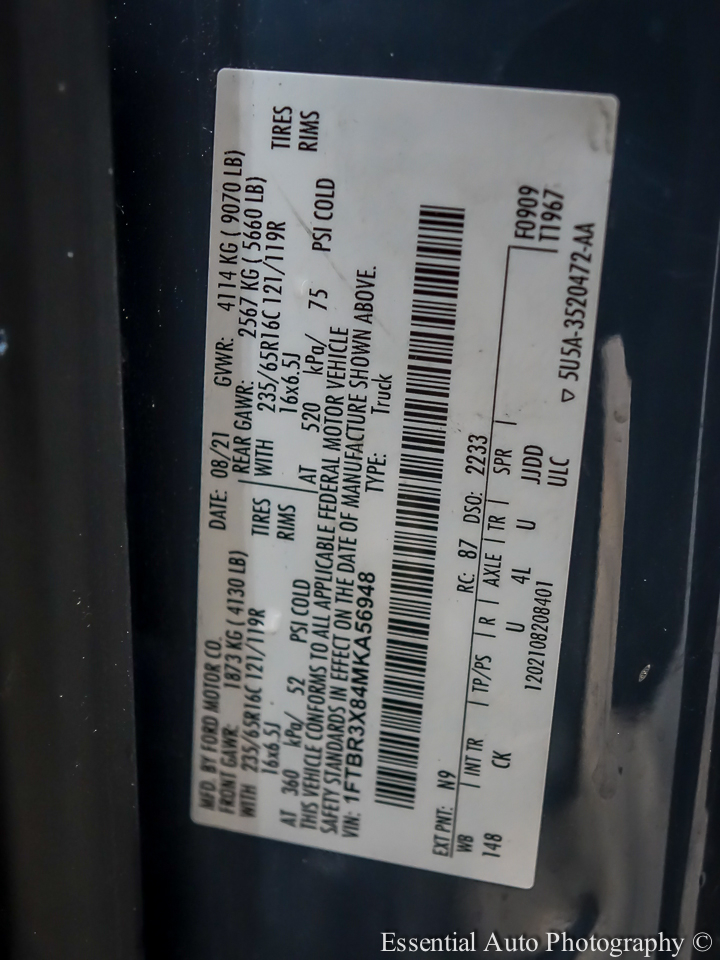 MFD. BY FORD MOTOR CO. DATE: 08/21 GVWR: 4114 KG ( 9070 LB)
FRONT GAWR: 1873 KG ( 4130 LB) REAR GAWR: 2567 KG ( 5660 LB)
WITH 235/65R16C 121/119R TIRES WITH 235/65R16C 121/119R TIRES
16x6.5J RIMS 16x6.5J RIMS
AT 360 kPa/ 52 PSI COLD AT 520 kPa/ 75 PSI COLD
THIS VEHICLE CONFORMS TO ALL APPLICABLE FEDERAL MOTOR VEHICLE
SAFETY STANDARDS IN EFFECT ON THE DATE OF MANUFACTURE SHOWN ABOVE.
VIN: 1FTBR3X84MKA56948 TYPE: Truck
EXT PNT: N9 RC: 87 DSO: 2233
WB INT TR TP/PS R AXLE TR SPR F0909
148 CK U 4L U JJDD T1967
1202108208401 ULC ▽ 5U5A-3520472-AA
Essential Auto Photography ©